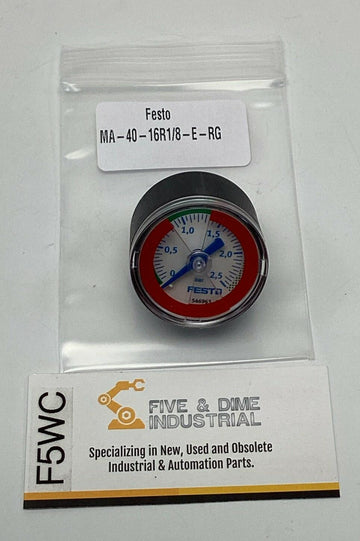 Festo
MA-40-16R1/8-E-RG
0
0,5
1,0
1,5
2,0
2,5
bar
FESTO
546961
F5WC
FIVE & DIME
INDUSTRIAL
Specializing in New, Used and Obsolete
Industrial & Automation Parts.